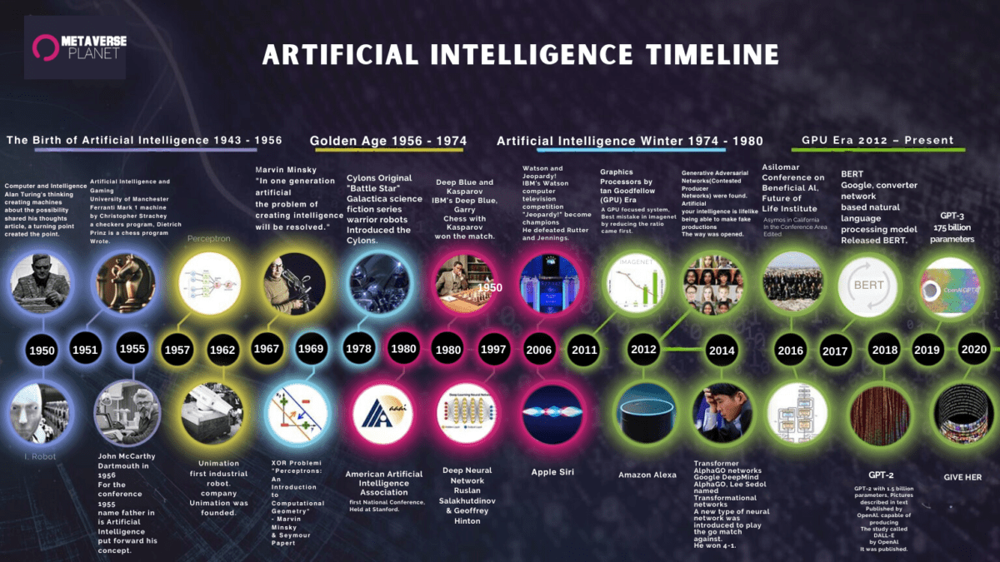 METAVERSE
PLANET
ARTIFICIAL INTELLIGENCE TIMELINE
The Birth of Artificial Intelligence 1943 - 1956
Golden Age 1956 - 1974
Artificial Intelligence Winter 1974 - 1980
GPU Era 2012 – Present
Computer and Intelligence
Alan Turing's thinking
creating machines
about the possibility
shared his thoughts
article, a turning point
created the point.
Artificial Intelligence and
Gaming
University of Manchester
Ferranti Mark 1 machine
by Christopher Strachey
a checkers program, Dietrich
Prinz is a chess program
Wrote.
Perceptron
Marvin Minsky
"In one generation
artificial
the problem of
creating intelligence
will be resolved."
Cylons Original
"Battle Star"
Galactica science
fiction series
warrior robots
Introduced the
Cylons.
Deep Blue and
Kasparov
IBM's Deep Blue,
Garry
Chess with
Kasparov
won the match.
Watson and
Jeopardy!
IBM's Watson
computer
television
competition
"Jeopardy!" become
champions
He defeated Rutter
and Jennings.
Graphics
Processors by
tan Goodfellow
(GPU) Era
A GPU focused system,
Best mistake in imagenet
by reducing the ratio
came first.
Generative Adversarial
Networks(Contested
Producer
Networks) were found.
Artificial
your intelligence is lifelike
being able to make fake
productions
The way was opened.
Asilomar
Conference on
Beneficial AI,
Future of
Life Institute
Asymos in California
In the Conference Area
Edited
BERT
Google, converter
network
based natural
language
processing model
Released BERT.
GPT-3
175 billion
parameters
1950
IMAGENET
BERT
OpenAI GPT-3
1950
1951
1955
1957
1962
1967
1969
1978
1980
1980
1997
2006
2011
2012
2014
2016
2017
2018
2019
2020
aaai
Deep Learning Neural Network
I, Robot
John McCarthy
Dartmouth in
1956
For the
conference
1955
name father in
is Artificial
Intelligence
put forward his
concept.
Unimation
first industrial
robot.
company
Unimation was
founded.
XOR Problemi
"Perceptrons:
An
Introduction
to
Computational
Geometry"
- Marvin
Minsky
& Seymour
Papert
American Artificial
Intelligence
Association
first National Conference,
Held at Stanford.
Deep Neural
Network
Ruslan
Salakhutdinov
& Geoffrey
Hinton
Apple Siri
Amazon Alexa
Transformer
AlphaGO networks
Google DeepMind
AlphaGO, Lee Sedol
named
Transformational
networks
A new type of neural
network was
introduced to play
the go match
against.
He won 4-1.
GPT-2
GPT-2 with 1.5 billion
parameters. Pictures
described in text
Published by
OpenAI. capable of
producing
The study called
DALL-E
by OpenAI
It was published.
GIVE HER